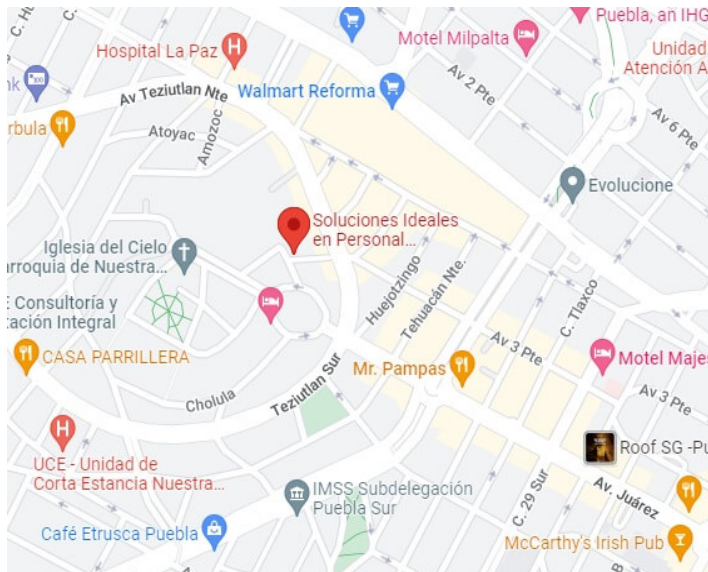 C. Hu
Puebla, an IHG
Motel Milpalta
Hospital La Paz
Unidad
Atención A
nk
Av 2 Pte
Walmart Reforma
Av Teziutlan Nte
Av 6 Pte
rbula
Atoyac
Amozoc
Evolucione
Soluciones Ideales
en Personal...
Iglesia del Cielo
arroquia de Nuestra...
Huejotzingo
Tehuacán Nte.
C. Tlaxco
E Consultoría y
tación Integral
Av 3 Pte
CASA PARRILLERA
Mr. Pampas
Motel Majes
Teziutlan Sur
Cholula
Av 3 Pte
Roof SG -Pu
UCE - Unidad de
Corta Estancia Nuestra...
IMSS Subdelegación
Puebla Sur
C. 29 Sur
Av. Juárez
Café Etrusca Puebla
McCarthy's Irish Pub
B